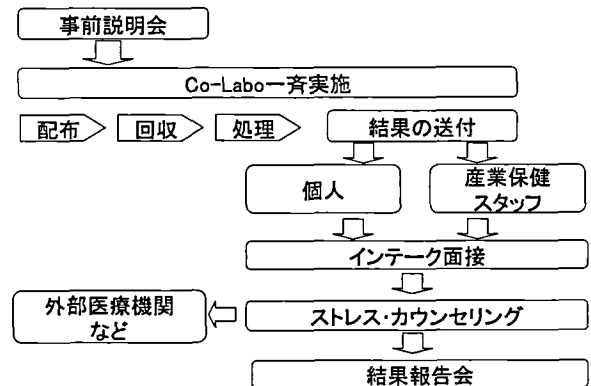 事前説明会
Co-Labo一斉実施
配布
回収
処理
結果の送付
個人
産業保健
スタッフ
インテーク面接
外部医療機関
など
ストレス・カウンセリング
結果報告会